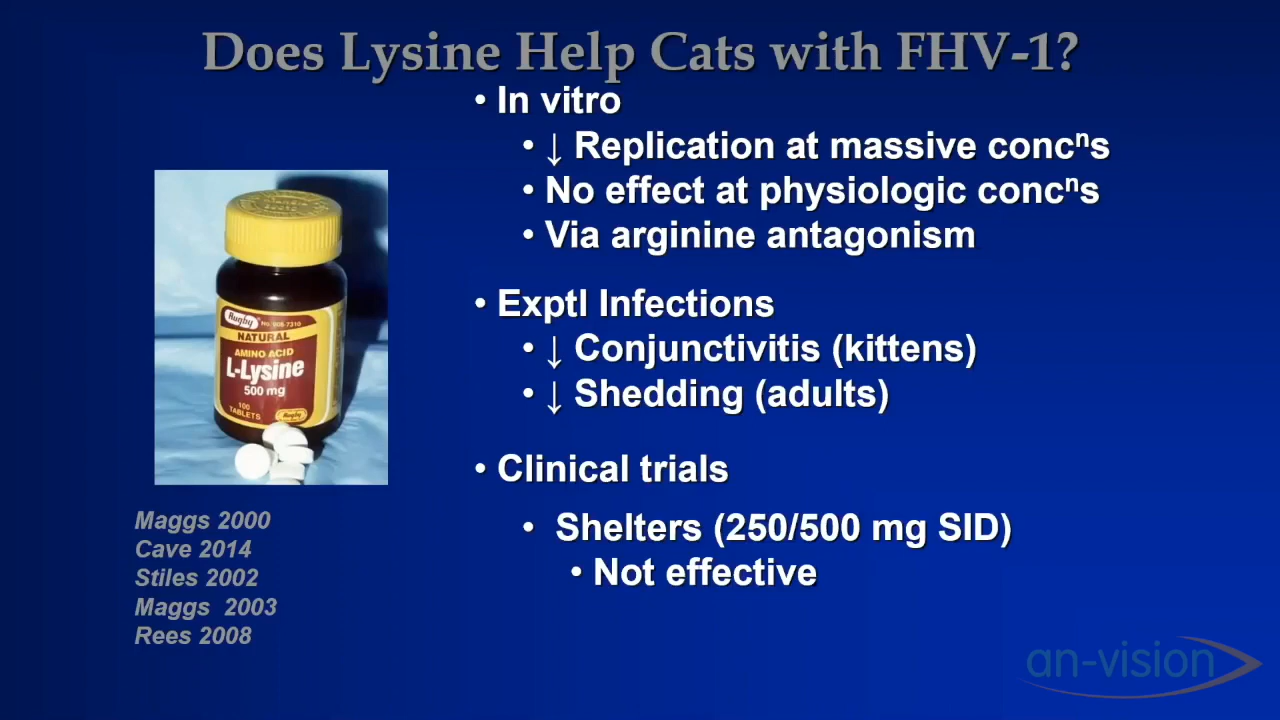 Does Lysine Help Cats with FHV-1?
• In vitro
• ↓ Replication at massive concⁿs
• No effect at physiologic concⁿs
• Via arginine antagonism
• Exptl Infections
• ↓ Conjunctivitis (kittens)
• ↓ Shedding (adults)
• Clinical trials
• Shelters (250/500 mg SID)
• Not effective
Rugby
NATURAL
AMINO ACID
L-Lysine
500 mg
100
TABLETS
Rugby
Maggs 2000
Cave 2014
Stiles 2002
Maggs 2003
Rees 2008
an-vision